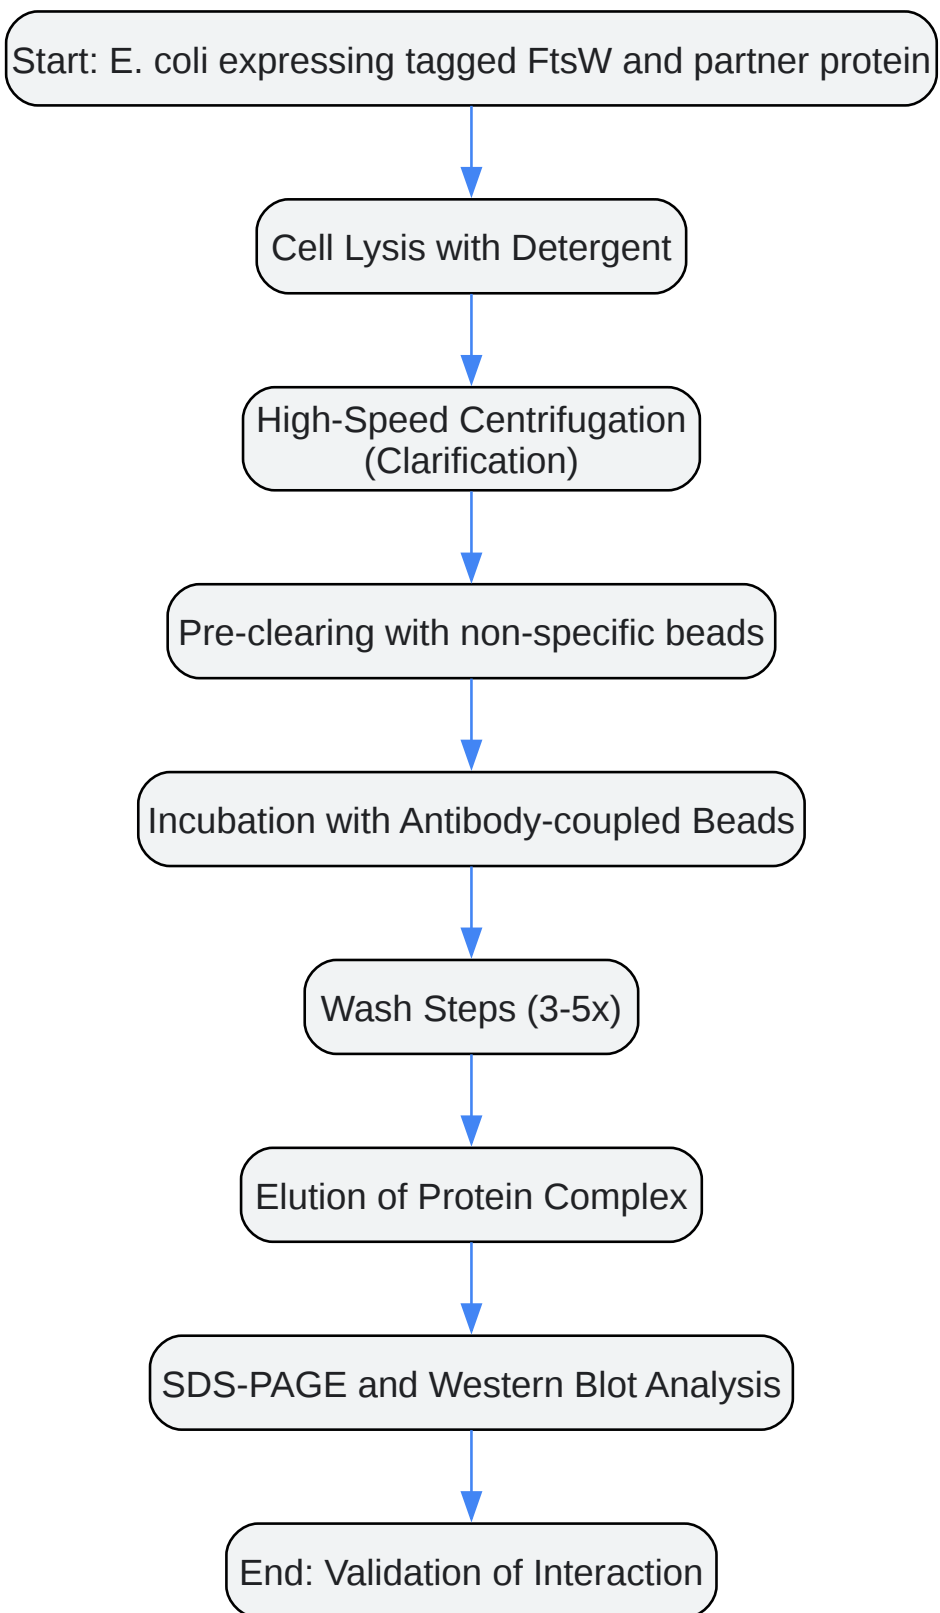 Start: E. coli expressing tagged FtsW and partner protein
Cell Lysis with Detergent
High-Speed Centrifugation
(Clarification)
Pre-clearing with non-specific beads
Incubation with Antibody-coupled Beads
Wash Steps (3-5x)
Elution of Protein Complex
SDS-PAGE and Western Blot Analysis
End: Validation of Interaction